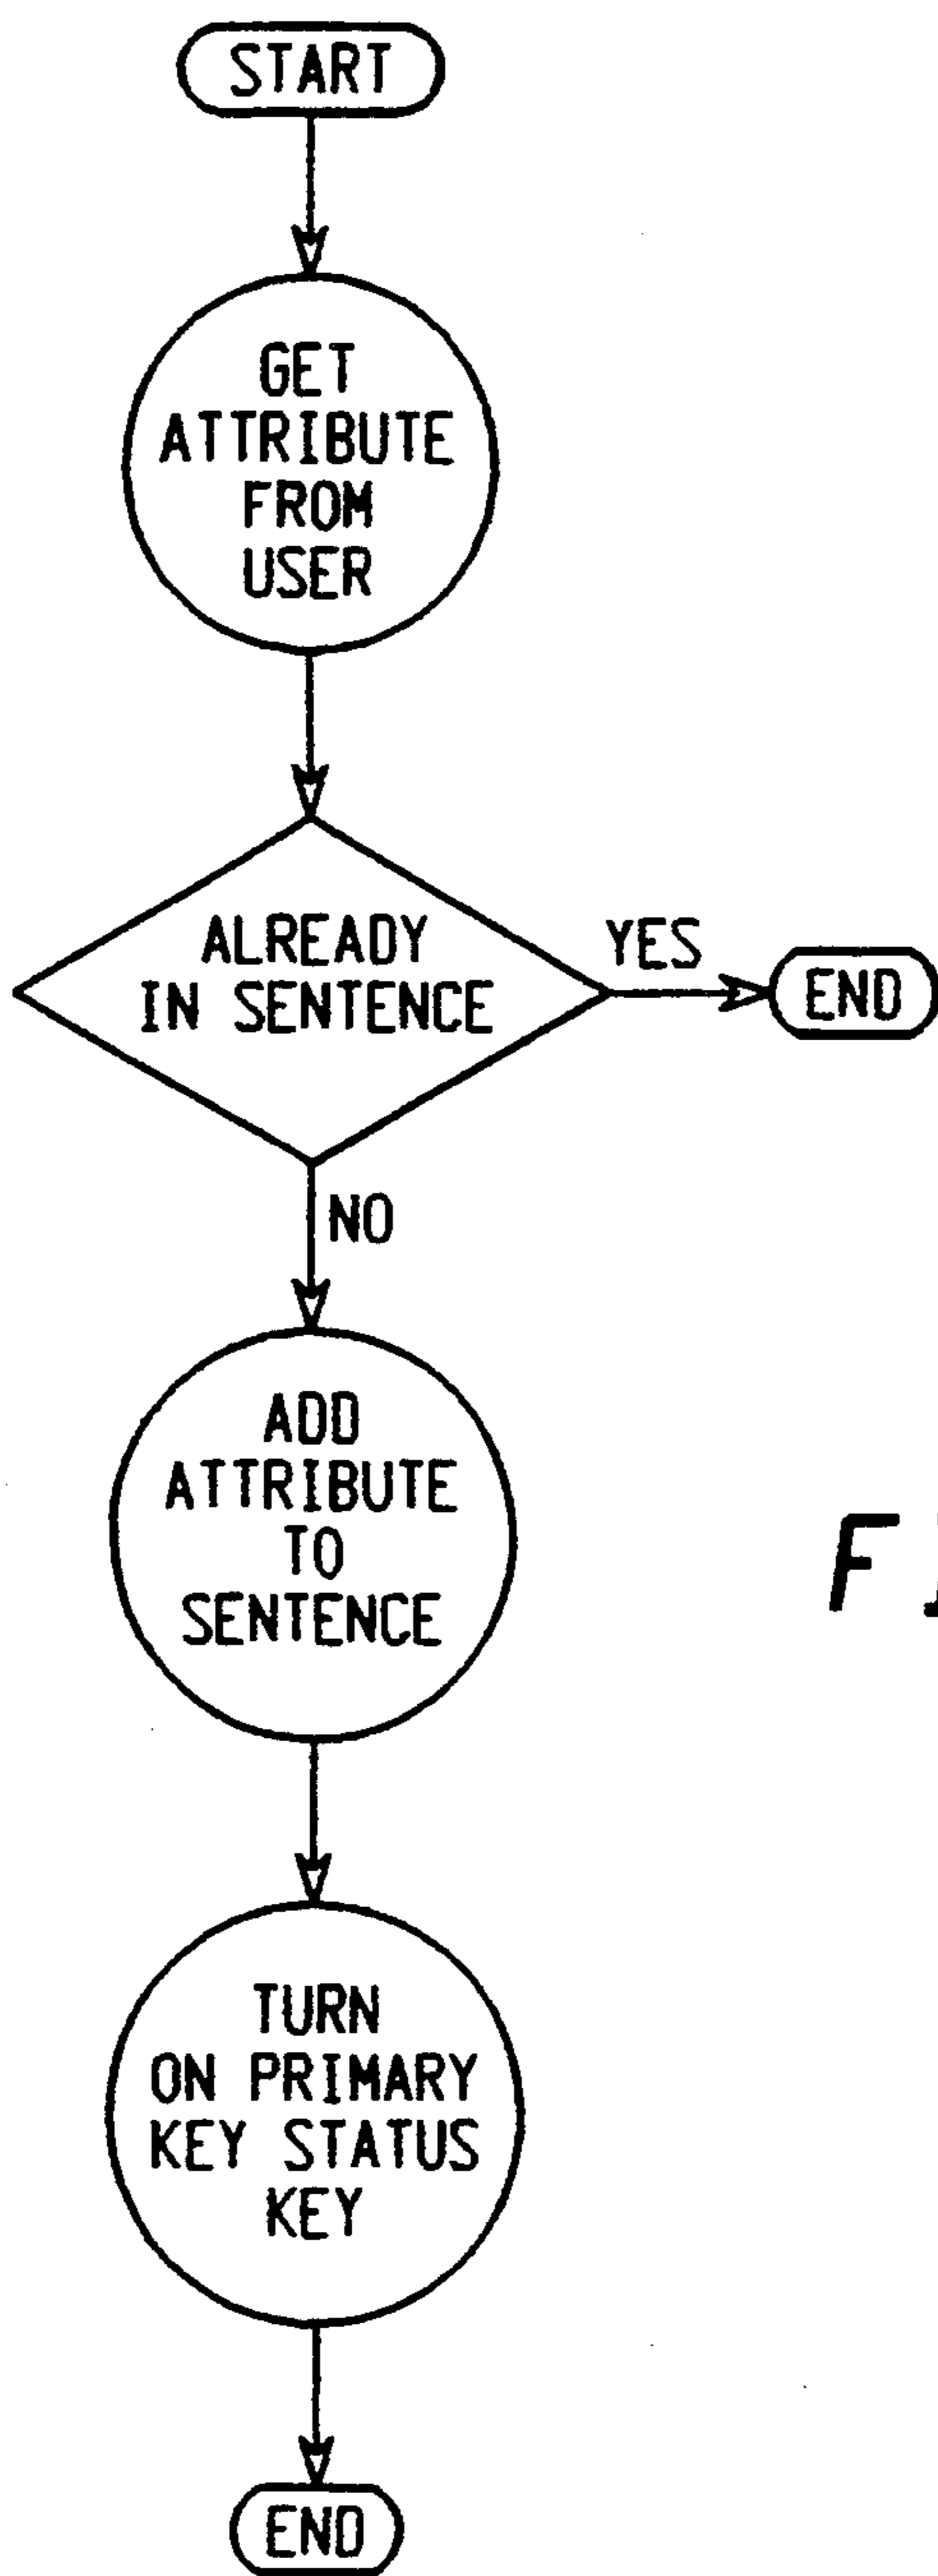 START
GET
ATTRIBUTE
FROM
USER
ALREADY
IN SENTENCE
YES
END
NO
ADD
ATTRIBUTE
TO
SENTENCE
TURN
ON PRIMARY
KEY STATUS
KEY
END